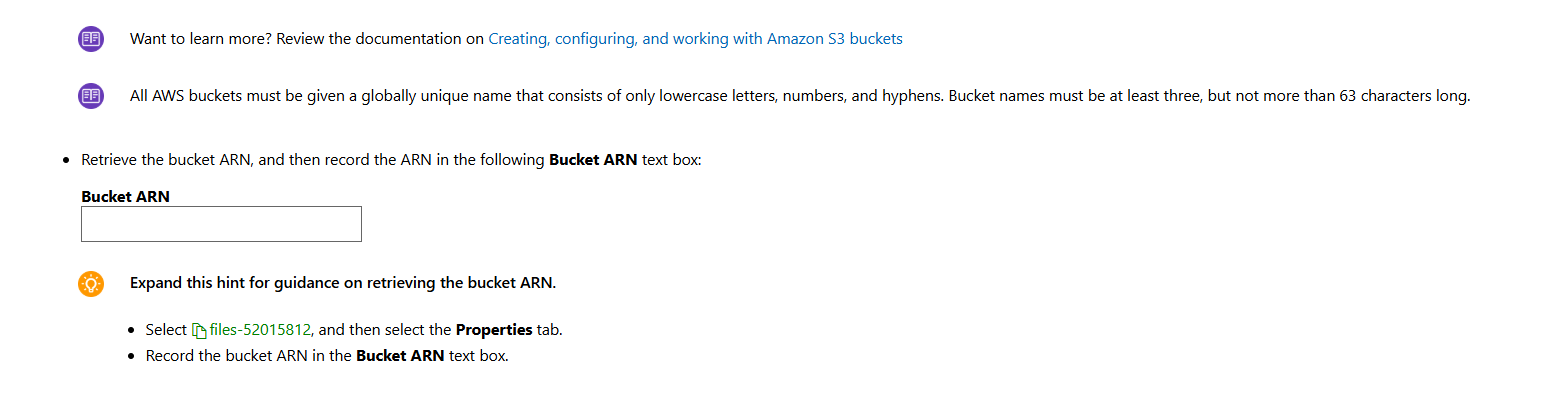 Want to learn more? Review the documentation on Creating, configuring, and working with Amazon S3 buckets
All AWS buckets must be given a globally unique name that consists of only lowercase letters, numbers, and hyphens. Bucket names must be at least three, but not more than 63 characters long.
• Retrieve the bucket ARN, and then record the ARN in the following Bucket ARN text box:
Bucket ARN
Expand this hint for guidance on retrieving the bucket ARN.
• Select files-52015812, and then select the Properties tab.
• Record the bucket ARN in the Bucket ARN text box.